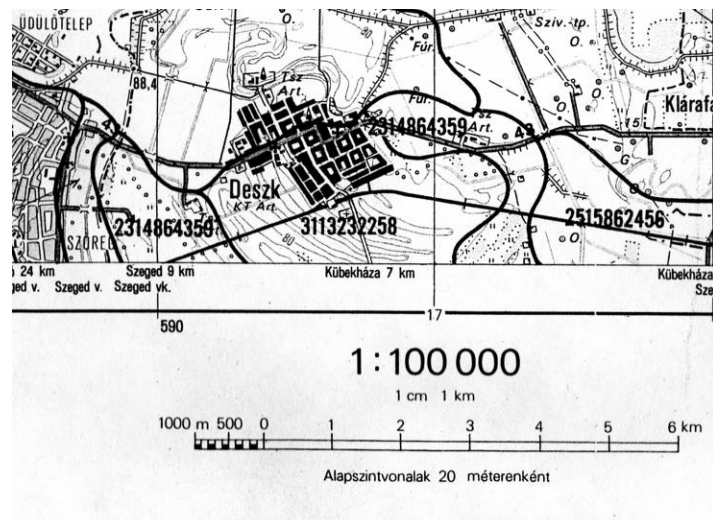 ÜDÜLŐTELEP
O.
Sziv.-tp.
O.
Fúr.
88,4
Tsz
Art.
Fúr.
O.
Klárafa
2314864359
Tsz
Art.
43
15
O.
G
Deszk
KT Art.
2314864359
3113232258
2515862456
SZŐREG
80
O.
24 km
Szeged 9 km
Kübekháza 7 km
Kübekháza
ged v. Szeged v. Szeged vk.
Sze
590
17
1:100 000
1 cm 1 km
1000 m 500 0 1 2 3 4 5 6 km
Alapszintvonalak 20 méterenként